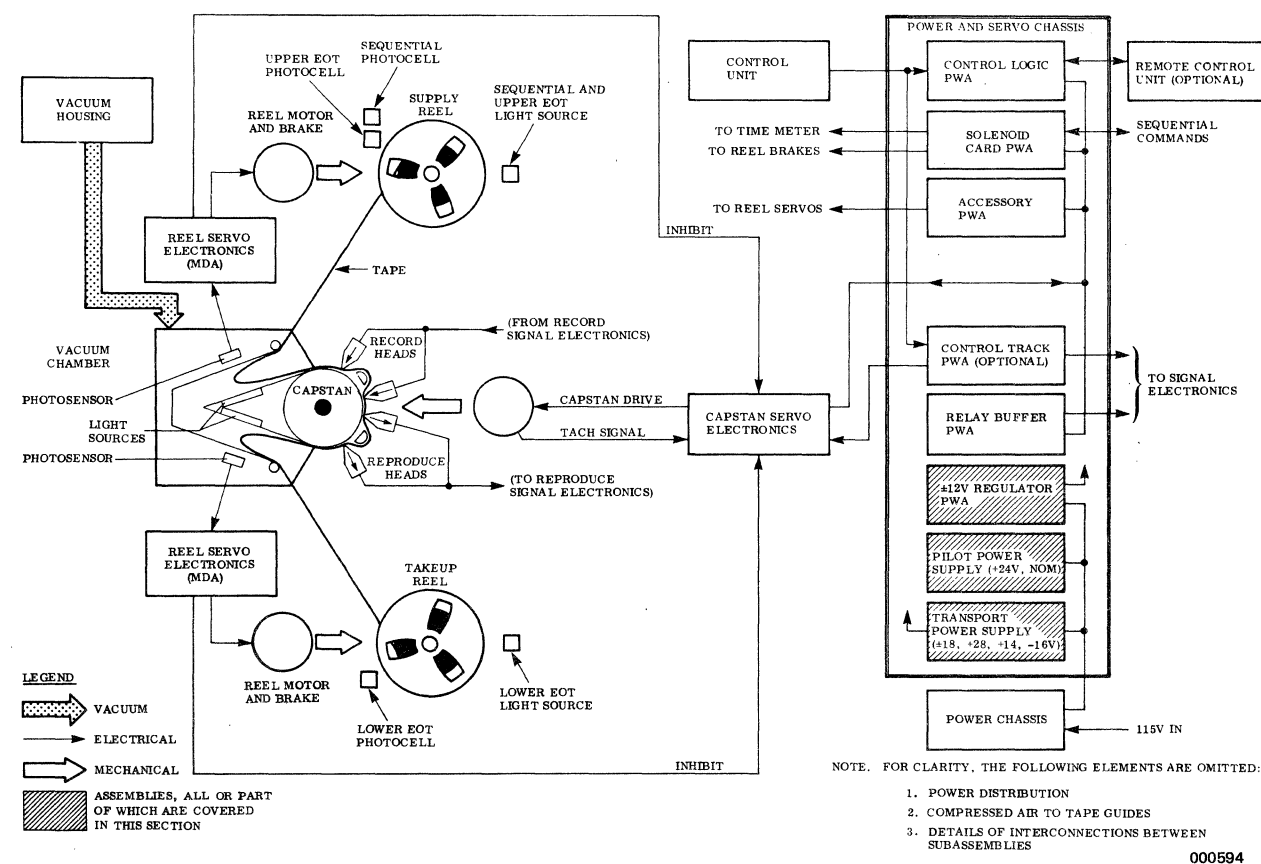 POWER AND SERVO CHASSIS
SEQUENTIAL
PHOTOCELL
UPPER EOT
PHOTOCELL
CONTROL
UNIT
CONTROL LOGIC
PWA
REMOTE CONTROL
UNIT (OPTIONAL)
VACUUM
HOUSING
REEL MOTOR
AND BRAKE
SUPPLY
REEL
SEQUENTIAL AND
UPPER EOT
LIGHT SOURCE
TO TIME METER
TO REEL BRAKES
SOLENOID
CARD PWA
SEQUENTIAL
COMMANDS
TO REEL SERVOS
ACCESSORY
PWA
REEL SERVO
ELECTRONICS
(MDA)
INHIBIT
TAPE
(FROM RECORD
SIGNAL ELECTRONICS)
RECORD
HEADS
VACUUM
CHAMBER
CONTROL TRACK
PWA (OPTIONAL)
CAPSTAN
PHOTOSENSOR
CAPSTAN DRIVE
TO SIGNAL
ELECTRONICS
LIGHT
SOURCES
TACH SIGNAL
CAPSTAN SERVO
ELECTRONICS
RELAY BUFFER
PWA
PHOTOSENSOR
REPRODUCE
HEADS
(TO REPRODUCE
SIGNAL ELECTRONICS)
±12V REGULATOR
PWA
REEL SERVO
ELECTRONICS
(MDA)
TAKEUP
REEL
PILOT POWER
SUPPLY (+24V, NOM)
TRANSPORT
POWER SUPPLY
(±18, +28, +14, -16V)
REEL MOTOR
AND BRAKE
LOWER EOT
LIGHT SOURCE
LOWER EOT
PHOTOCELL
POWER CHASSIS
115V IN
INHIBIT
LEGEND
VACUUM
ELECTRICAL
MECHANICAL
ASSEMBLIES, ALL OR PART
OF WHICH ARE COVERED
IN THIS SECTION
NOTE. FOR CLARITY, THE FOLLOWING ELEMENTS ARE OMITTED:
1. POWER DISTRIBUTION
2. COMPRESSED AIR TO TAPE GUIDES
3. DETAILS OF INTERCONNECTIONS BETWEEN
SUBASSEMBLIES
000594